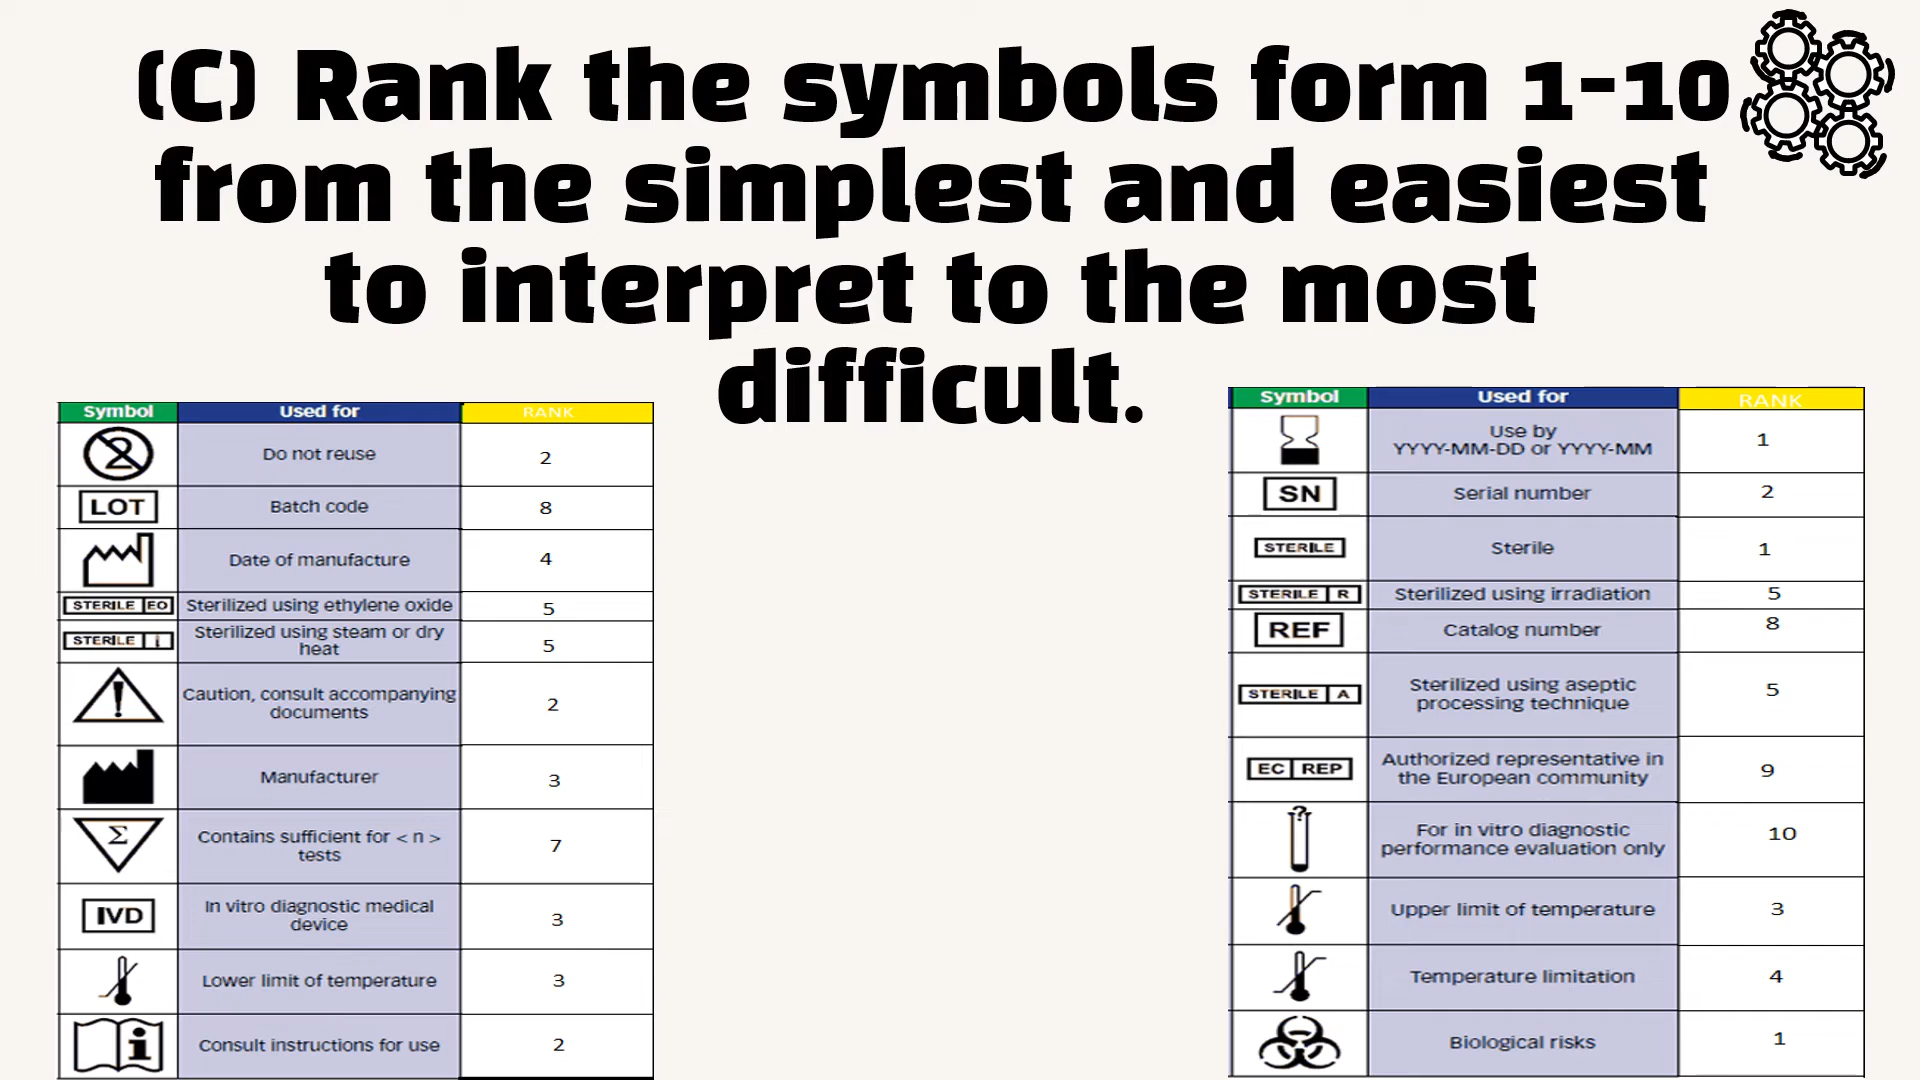 (C) Rank the symbols form 1-10
from the simplest and easiest
to interpret to the most
difficult.
Symbol Used for RANK
2 Do not reuse 2
LOT Batch code 8
Date of manufacture 4
STERILE EO Sterilized using ethylene oxide 5
STERILE Sterilized using steam or dry
heat 5
! Caution, consult accompanying
documents 2
Manufacturer 3
Σ Contains sufficient for < n >
tests 7
IVD In vitro diagnostic medical
device 3
Lower limit of temperature 3
i Consult instructions for use 2
Symbol Used for RANK
Use by
YYYY-MM-DD or YYYY-MM 1
SN Serial number 2
STERILE Sterile 1
STERILE R Sterilized using irradiation 5
REF Catalog number 8
STERILE A Sterilized using aseptic
processing technique 5
EC REP Authorized representative in
the European community 9
? For in vitro diagnostic
performance evaluation only 10
Upper limit of temperature 3
Temperature limitation 4
Biological risks 1